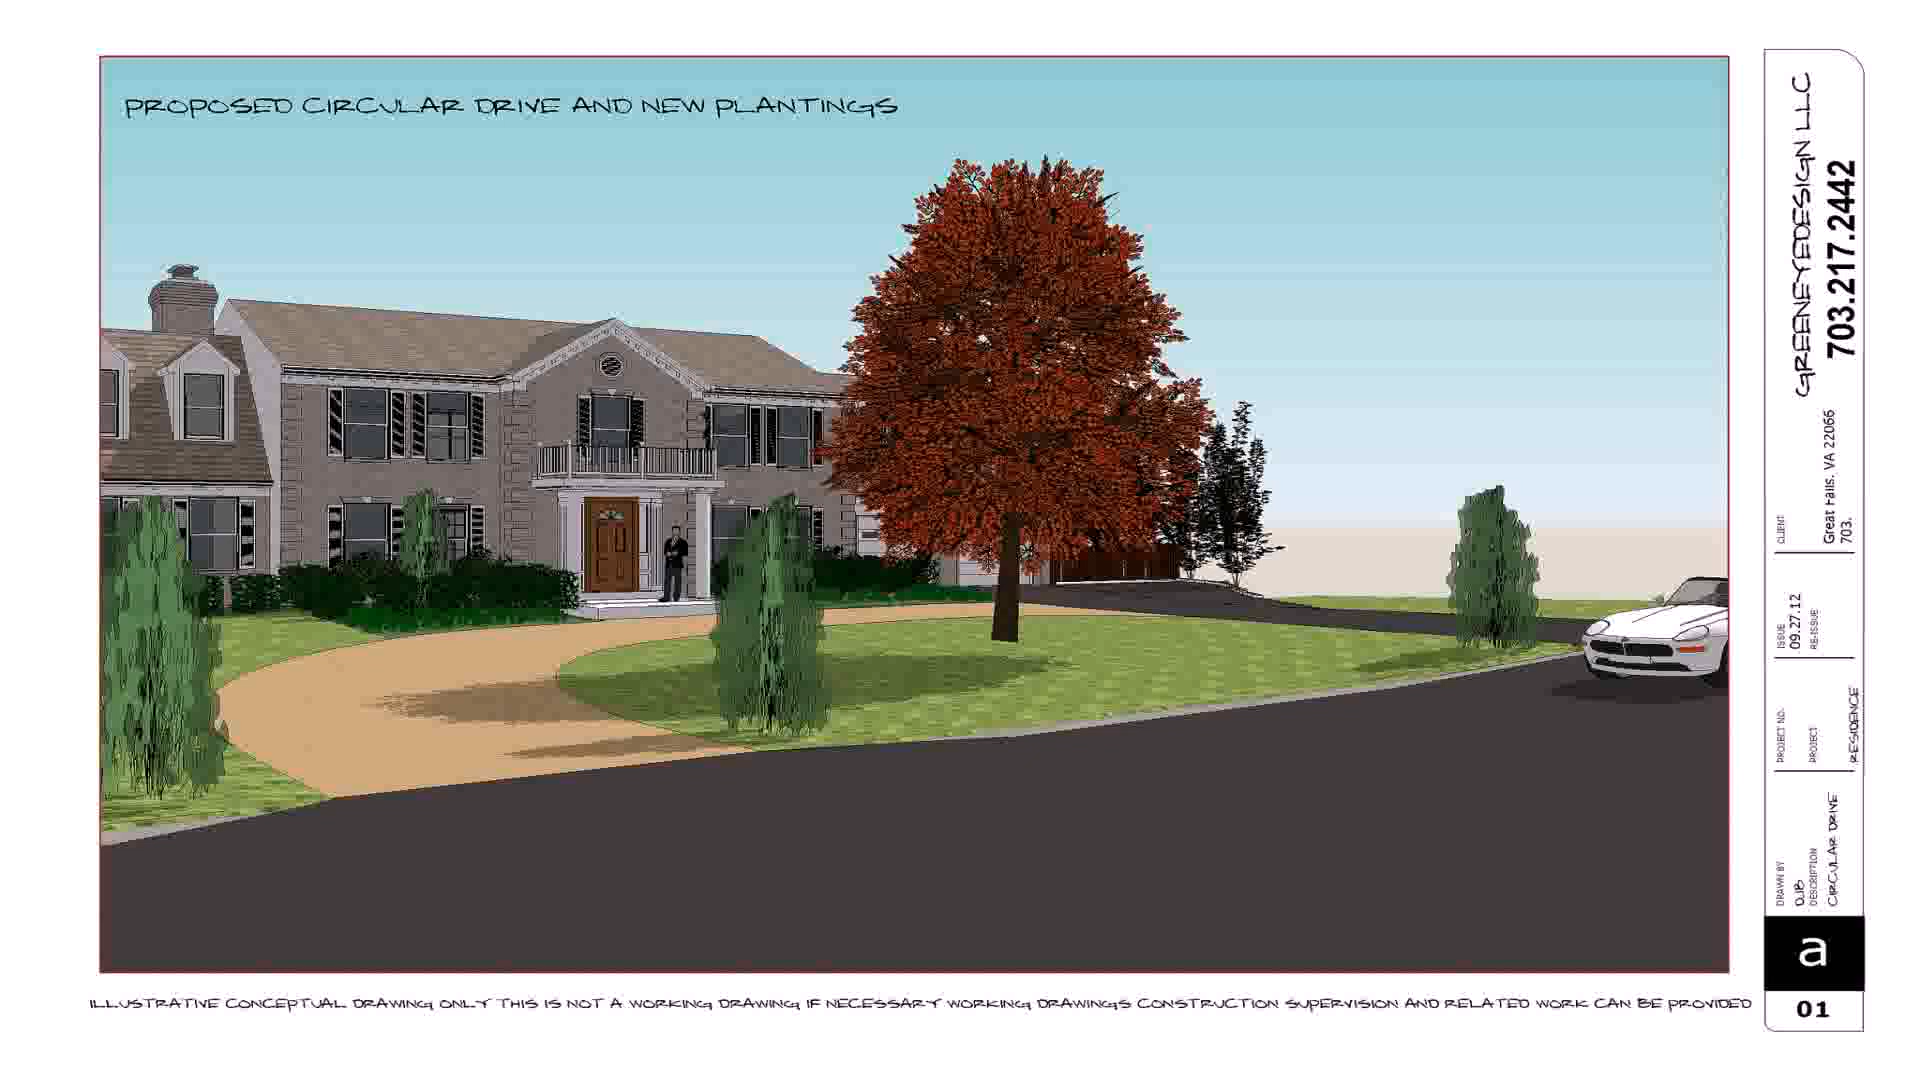 PROPOSED CIRCULAR DRIVE AND NEW PLANTINGS
ILLUSTRATIVE CONCEPTUAL DRAWING ONLY THIS IS NOT A WORKING DRAWING IF NECESSARY WORKING DRAWINGS CONSTRUCTION SUPERVISION AND RELATED WORK CAN BE PROVIDED
GREENEYEDESIGN LLC
703.217.2442
CLIENT
Great Falls. VA 22066
703.
ISSUE
09.27.12
RE-ISSUE
PROJECT NO.
PROJECT
RESIDENCE
DRAWN BY
DJB
DESCRIPTION
CIRCULAR DRIVE
a
01